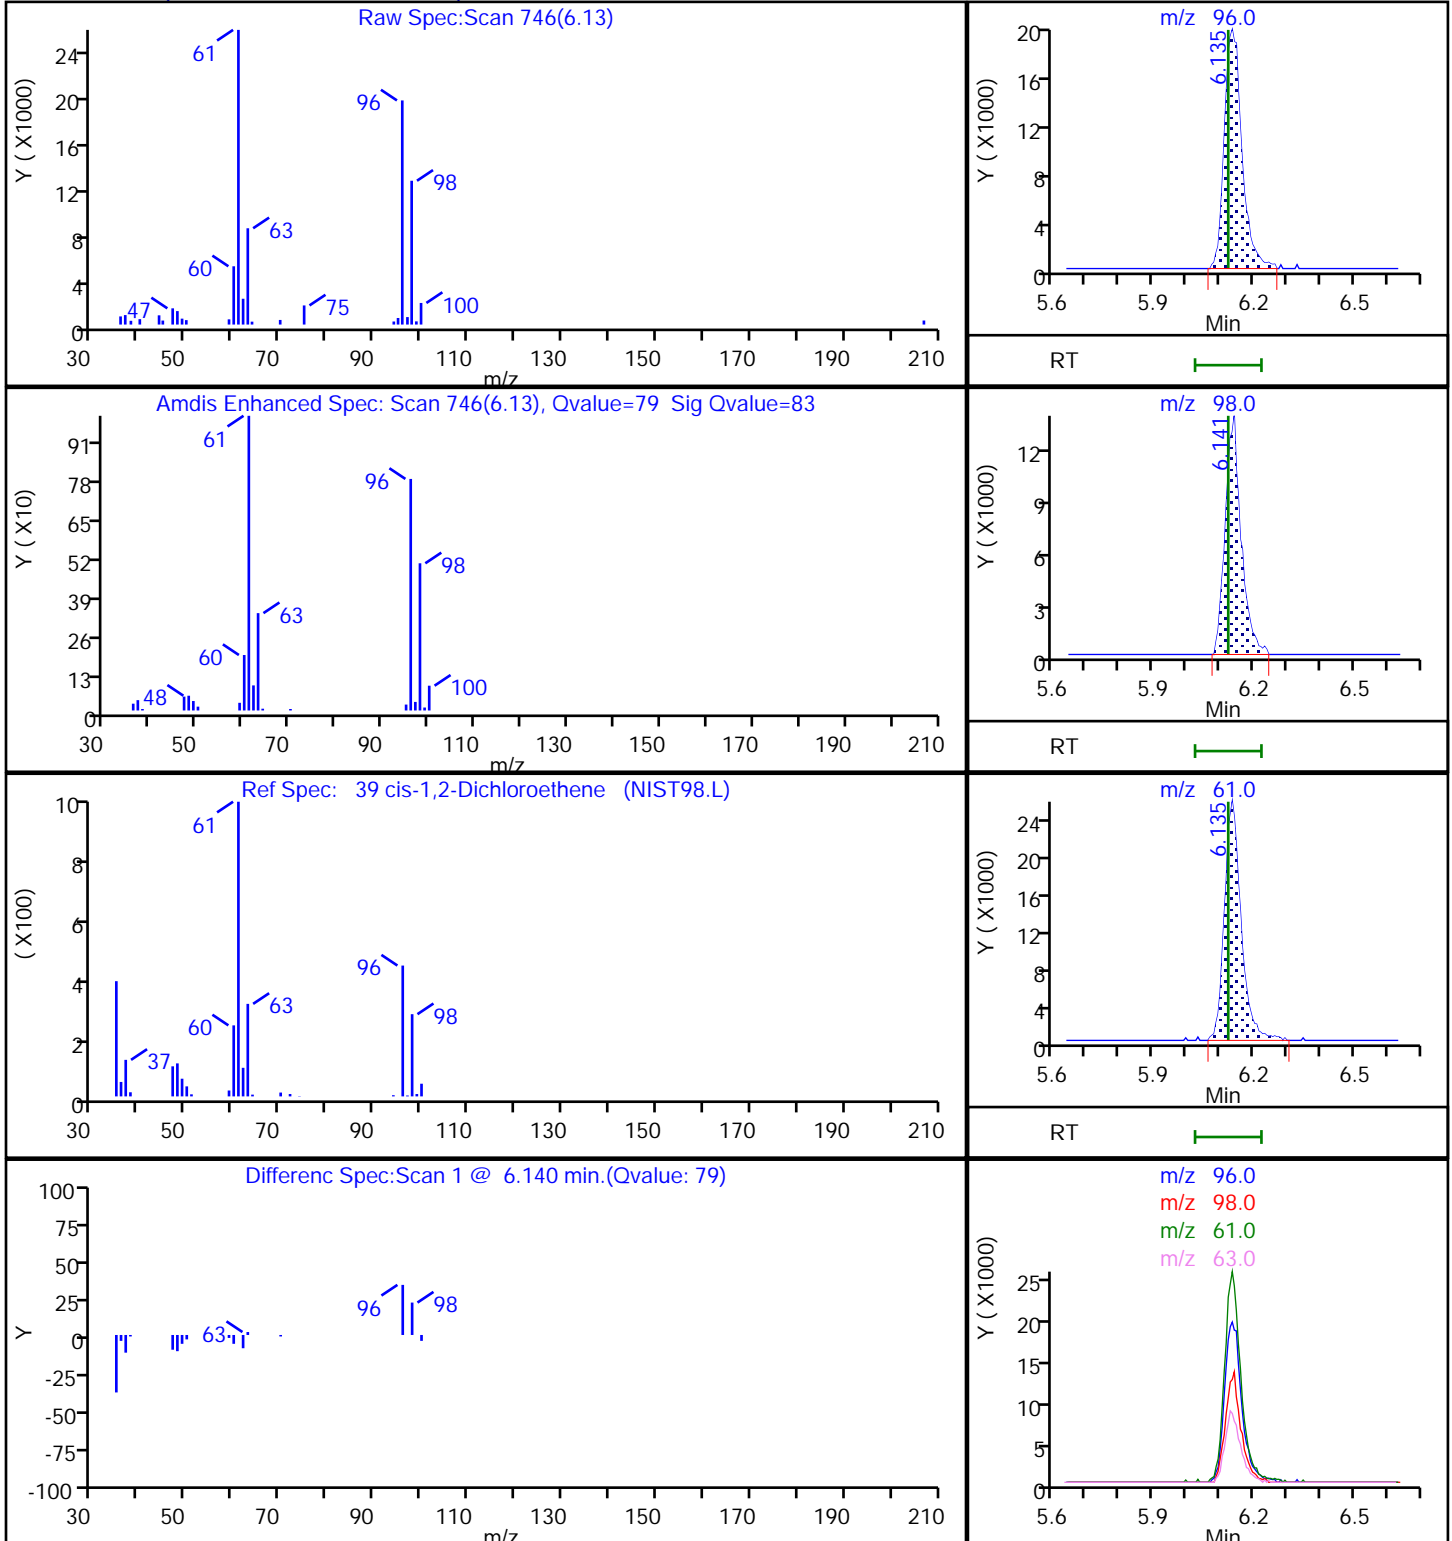 Raw Spec:Scan 746(6.13)
Y ( X1000)
24
20
16
12
8
4
0
61
96
98
63
60
47
75
100
30 50 70 90 110 130 150 170 190 210
m/z
m/z 96.0
Y ( X1000)
20
16
12
8
4
0
6.135
5.6 5.9 6.2 6.5
Min
RT
Amdis Enhanced Spec: Scan 746(6.13), Qvalue=79 Sig Qvalue=83
Y ( X10)
91
78
65
52
39
26
13
0
61
96
98
63
60
48
100
30 50 70 90 110 130 150 170 190 210
m/z
m/z 98.0
Y ( X1000)
12
9
6
3
0
6.141
5.6 5.9 6.2 6.5
Min
RT
Ref Spec: 39 cis-1,2-Dichloroethene (NIST98.L)
( X100)
10
8
6
4
2
0
61
96
63
98
60
37
30 50 70 90 110 130 150 170 190 210
m/z 61.0
Y ( X1000)
24
20
16
12
8
4
0
6.135
5.6 5.9 6.2 6.5
Min
RT
Differenc Spec:Scan 1 @ 6.140 min.(Qvalue: 79)
Y
100
75
50
25
0
-25
-50
-75
-100
96
98
63
30 50 70 90 110 130 150 170 190 210
m/z
m/z 96.0
m/z 98.0
m/z 61.0
m/z 63.0
Y ( X1000)
25
20
15
10
5
0
5.6 5.9 6.2 6.5
Min